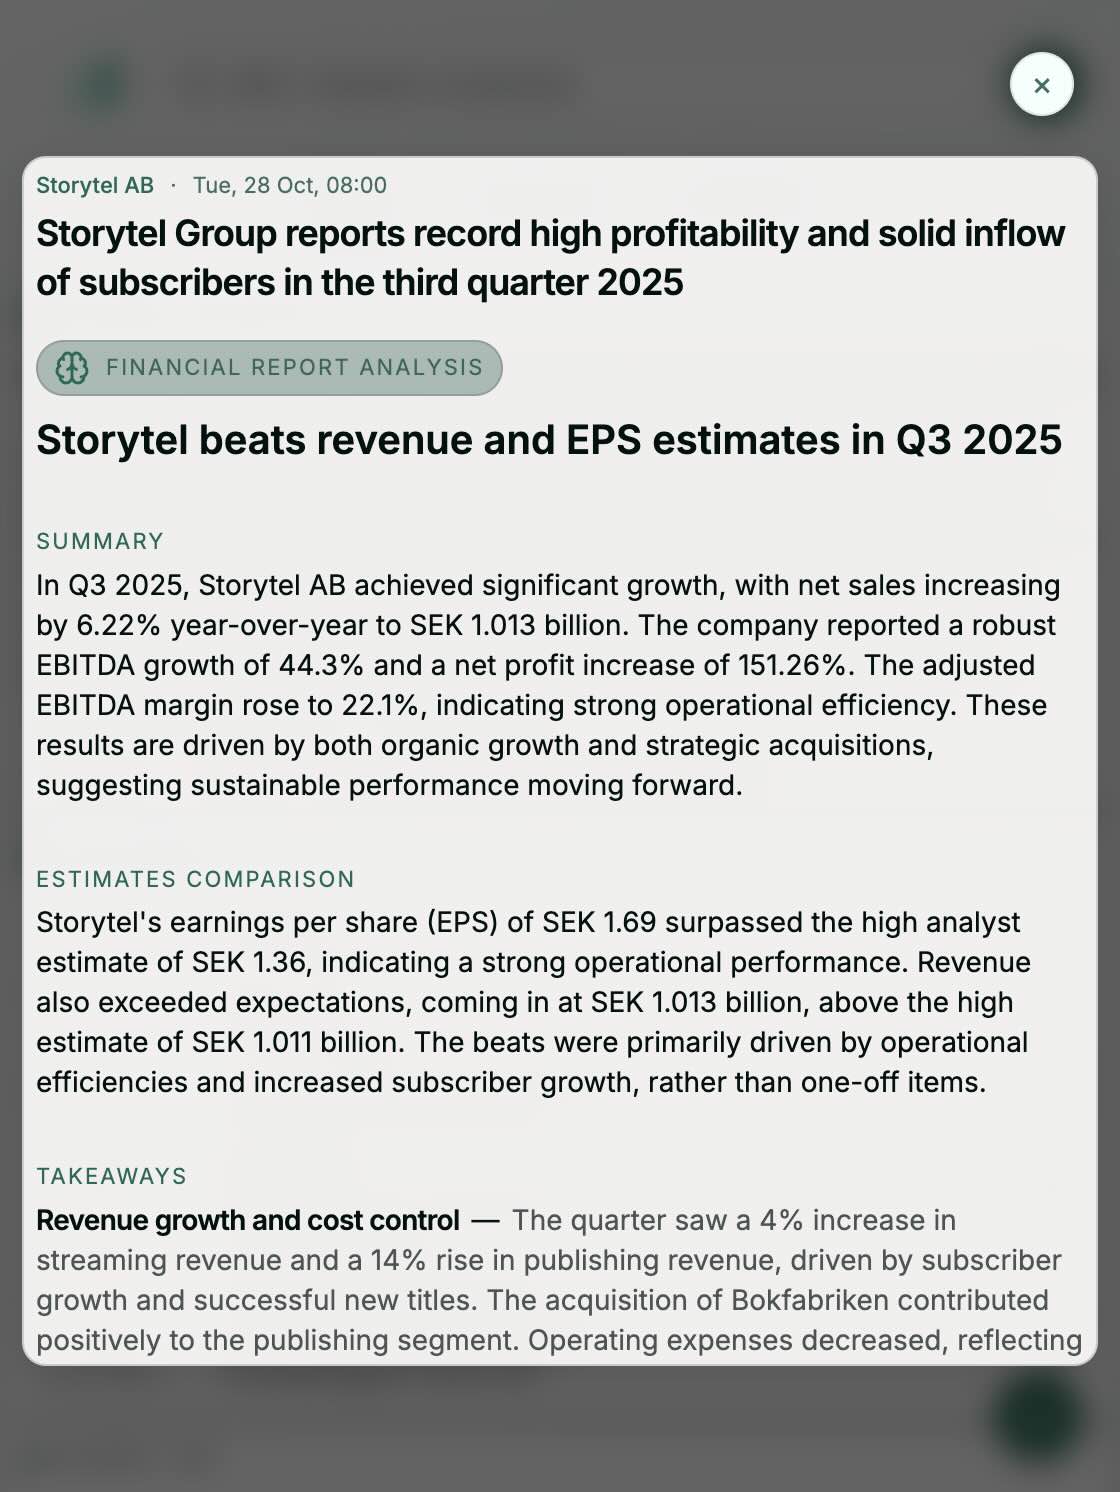 Storytel AB · Tue, 28 Oct, 08:00
Storytel Group reports record high profitability and solid inflow
of subscribers in the third quarter 2025
FINANCIAL REPORT ANALYSIS
Storytel beats revenue and EPS estimates in Q3 2025
SUMMARY
In Q3 2025, Storytel AB achieved significant growth, with net sales increasing
by 6.22% year-over-year to SEK 1.013 billion. The company reported a robust
EBITDA growth of 44.3% and a net profit increase of 151.26%. The adjusted
EBITDA margin rose to 22.1%, indicating strong operational efficiency. These
results are driven by both organic growth and strategic acquisitions,
suggesting sustainable performance moving forward.
ESTIMATES COMPARISON
Storytel's earnings per share (EPS) of SEK 1.69 surpassed the high analyst
estimate of SEK 1.36, indicating a strong operational performance. Revenue
also exceeded expectations, coming in at SEK 1.013 billion, above the high
estimate of SEK 1.011 billion. The beats were primarily driven by operational
efficiencies and increased subscriber growth, rather than one-off items.
TAKEAWAYS
Revenue growth and cost control — The quarter saw a 4% increase in
streaming revenue and a 14% rise in publishing revenue, driven by subscriber
growth and successful new titles. The acquisition of Bokfabriken contributed
positively to the publishing segment. Operating expenses decreased, reflecting